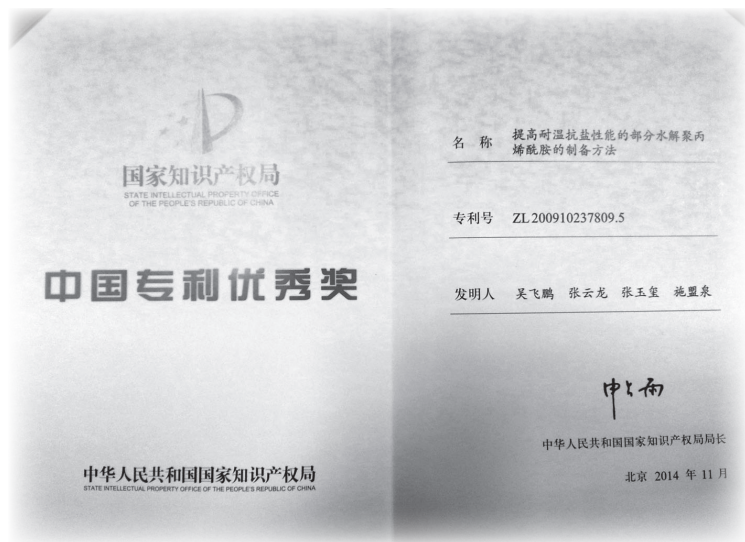 国家知识产权局
STATE INTELLECTUAL PROPERTY OFFICE
OF THE PEOPLE'S REPUBLIC OF CHINA
中国专利优秀奖
中华人民共和国国家知识产权局
STATE INTELLECTUAL PROPERTY OFFICE OF THE PEOPLE'S REPUBLIC OF CHINA
名 称 提高耐温抗盐性能的部分水解聚丙
烯酰胺的制备方法
专利号 ZL200910237809.5
发明人 吴飞鹏 张云龙 张玉玺 施盟泉
申长雨
中华人民共和国国家知识产权局局长
北京 2014 年 11 月